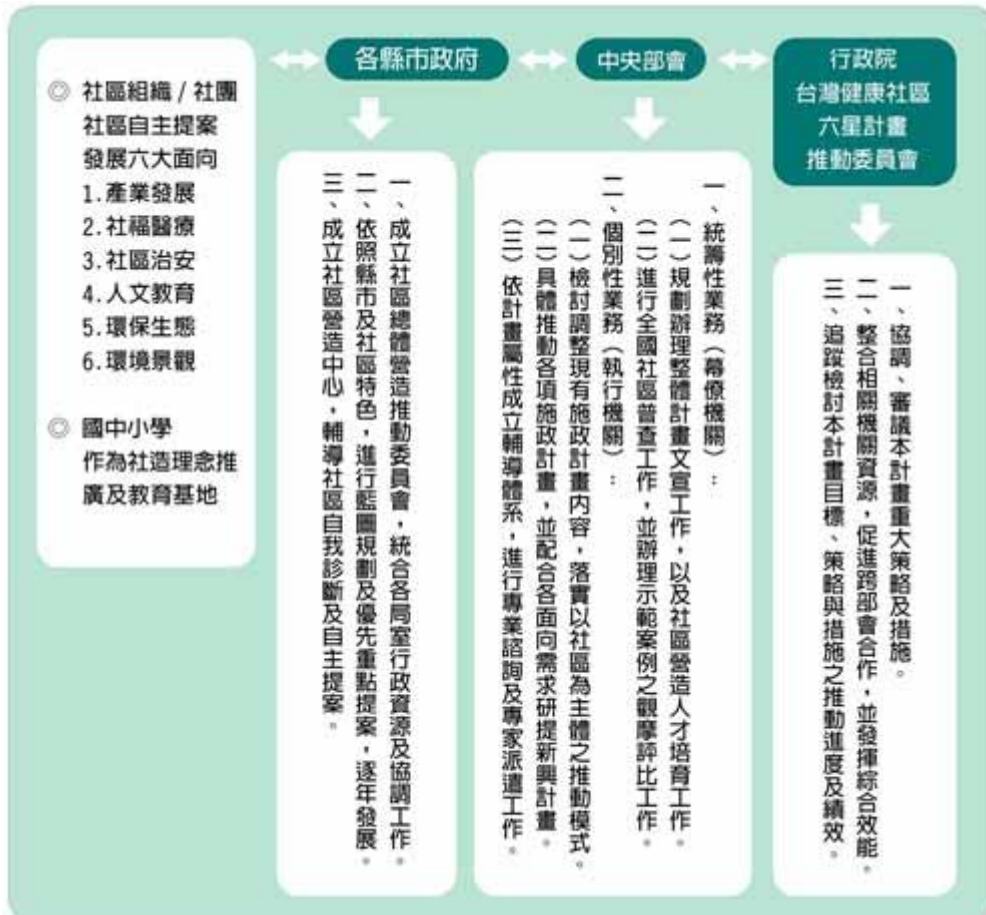 ◎ 社區組織 / 社團
社區自主提案
發展六大面向
1. 產業發展
2. 社福醫療
3. 社區治安
4. 人文教育
5. 環保生態
6. 環境景觀
◎ 國中小學
作為社造理念推
廣及教育基地
各縣市政府
一、成立社區總體營造推動委員會，統合各局室行政資源及協調工作。
二、依照縣市及社區特色，進行藍圖規劃及優先重點提案，逐年發展。
三、成立社區營造中心，輔導社區自我診斷及自主提案。
中央部會
一、統籌性業務（幕僚機關）：
（一）規劃辦理整體計畫文宣工作，以及社區營造人才培育工作。
（二）進行全國社區普查工作，並辦理示範案例之觀摩評比工作。
二、個別性業務（執行機關）：
（一）檢討調整現有施政計畫內容，落實以社區為主體之推動模式。
（二）具體推動各項施政計畫，並配合各面向需求研提新興計畫。
（三）依計畫屬性成立輔導體系，進行專業諮詢及專家派遣工作。
行政院
台灣健康社區
六星計畫
推動委員會
一、協調、審議本計畫重大策略及措施。
二、整合相關機關資源，促進跨部會合作，並發揮綜合效能。
三、追蹤檢討本計畫目標、策略與措施之推動進度及績效。